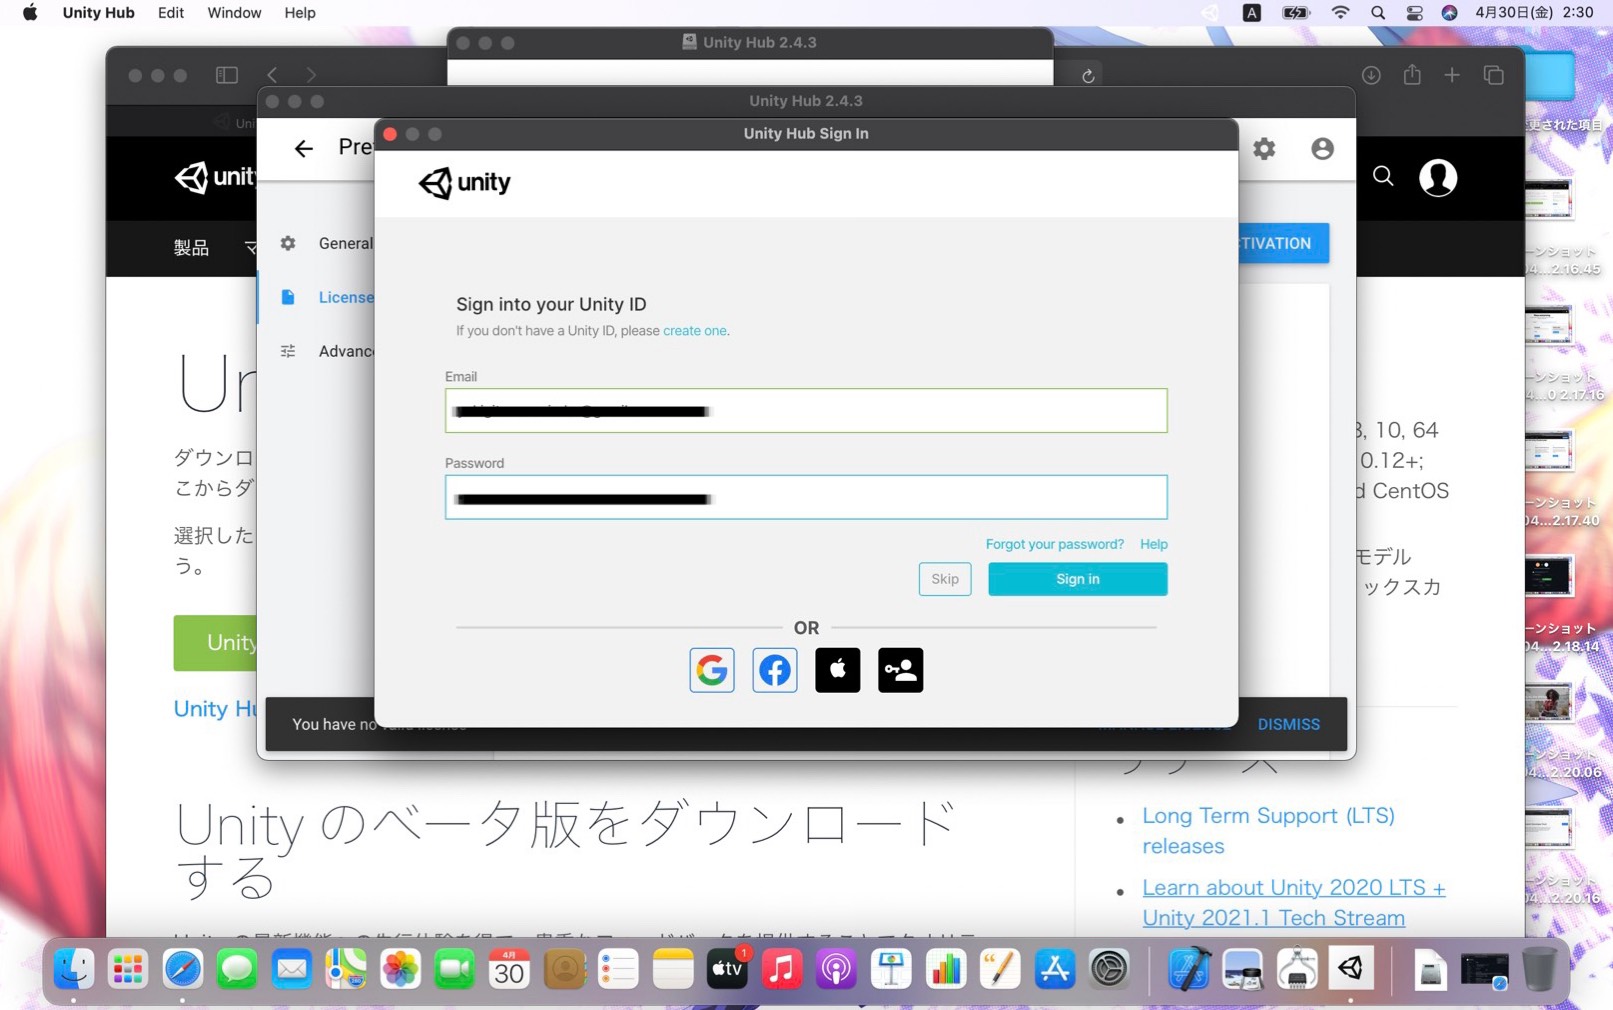 Unity Hub Edit Window Help
A
4月30日(金) 2:30
Unity Hub 2.4.3
Unity Hub 2.4.3
Unity Hub Sign In
更された項目
unity
unity
製品
General
License
Sign into your Unity ID
If you don't have a Unity ID, please create one.
Email
Password
Forgot your password? Help
Skip
Sign in
OR
ダウンロ
こからダ
選択した
う。
3, 10, 64
0.12+;
d CentOS
モデル
ックスカ
Unity
You have no valid license
MANAGE LICENSE
DISMISS
Unity のベータ版をダウンロード
する
Long Term Support (LTS)
releases
Learn about Unity 2020 LTS +
Unity 2021.1 Tech Stream
ーンショット
04...2.16.45
ーンショット
...0 2.17.16
ーンショット
04...2.17.40
ーンショット
04...2.18.14
ーンショット
04...2.20.06
ーンショット
04...2.20.16
4月
30
tv
1